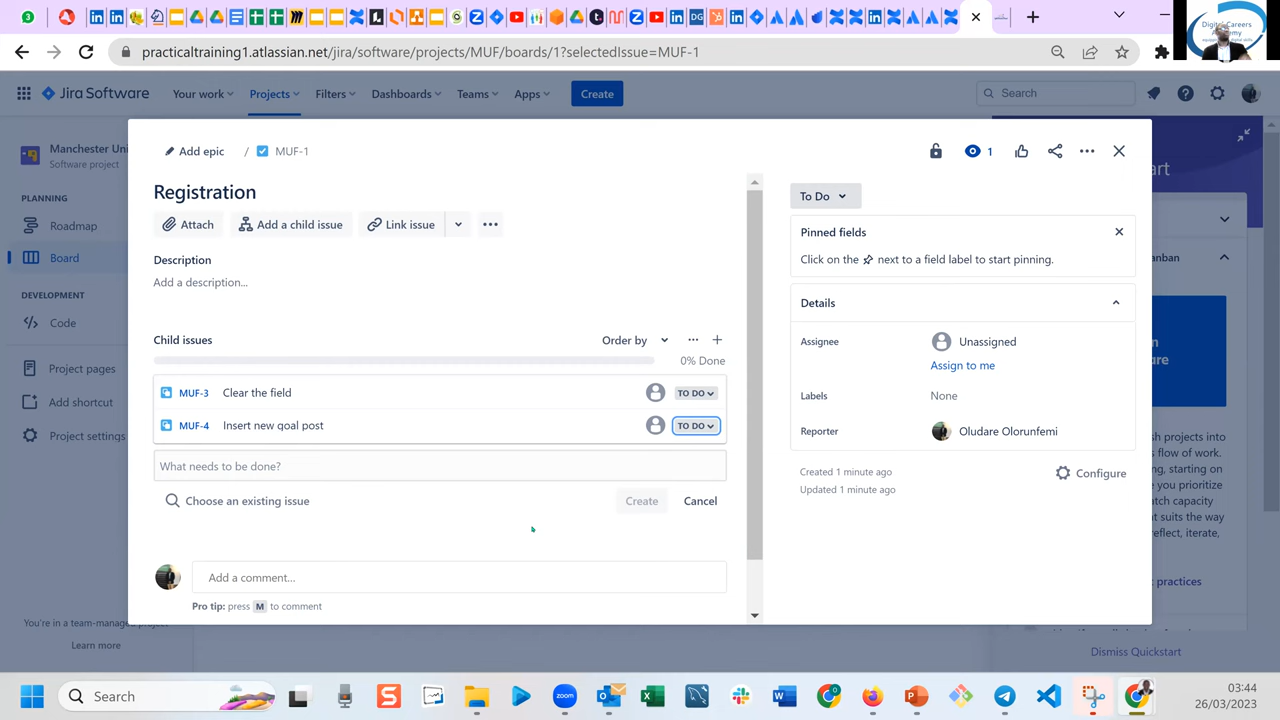 practicaltraining1.atlassian.net/jira/software/projects/MUF/boards/1?selectedIssue=MUF-1
Digital Careers
Academy
Jira Software
Your work
Projects
Filters
Dashboards
Teams
Apps
Create
Search
Manchester Uni
Software project
PLANNING
Roadmap
Board
DEVELOPMENT
Code
Project pages
Add shortcut
Project settings
You're in a team-managed project
Learn more
Add epic
/
MUF-1
1
Registration
Attach
Add a child issue
Link issue
Description
Add a description...
Child issues
Order by
0% Done
MUF-3 Clear the field TO DO
MUF-4 Insert new goal post TO DO
What needs to be done?
Choose an existing issue
Create
Cancel
Add a comment...
Pro tip: press M to comment
To Do
Pinned fields
Click on the next to a field label to start pinning.
Details
Assignee
Unassigned
Assign to me
Labels
None
Reporter
Oludare Olorunfemi
Created 1 minute ago
Updated 1 minute ago
Configure
Dismiss Quickstart
Search
03:44
26/03/2023